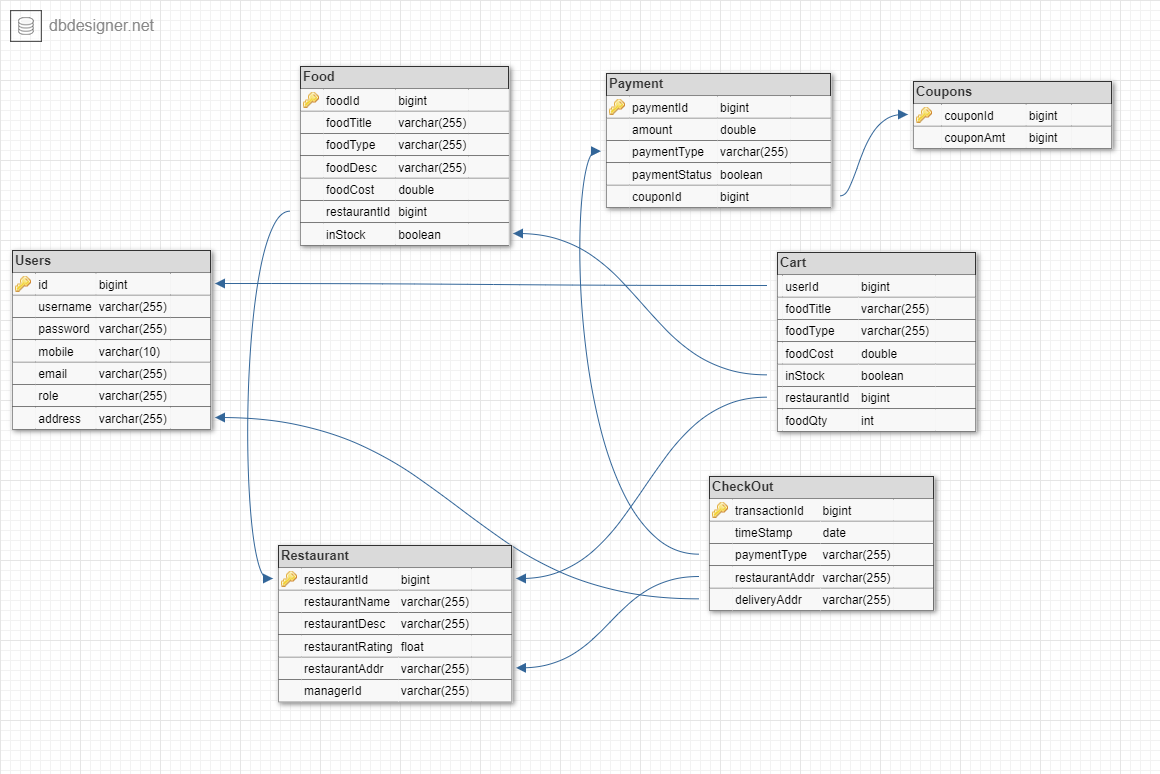 dbdesigner.net
Food
foodId bigint
foodTitle varchar(255)
foodType varchar(255)
foodDesc varchar(255)
foodCost double
restaurantId bigint
inStock boolean
Payment
paymentId bigint
amount double
paymentType varchar(255)
paymentStatus boolean
couponId bigint
Coupons
couponId bigint
couponAmt bigint
Users
id bigint
username varchar(255)
password varchar(255)
mobile varchar(10)
email varchar(255)
role varchar(255)
address varchar(255)
Cart
userId bigint
foodTitle varchar(255)
foodType varchar(255)
foodCost double
inStock boolean
restaurantId bigint
foodQty int
CheckOut
transactionId bigint
timeStamp date
paymentType varchar(255)
restaurantAddr varchar(255)
deliveryAddr varchar(255)
Restaurant
restaurantId bigint
restaurantName varchar(255)
restaurantDesc varchar(255)
restaurantRating float
restaurantAddr varchar(255)
managerId varchar(255)